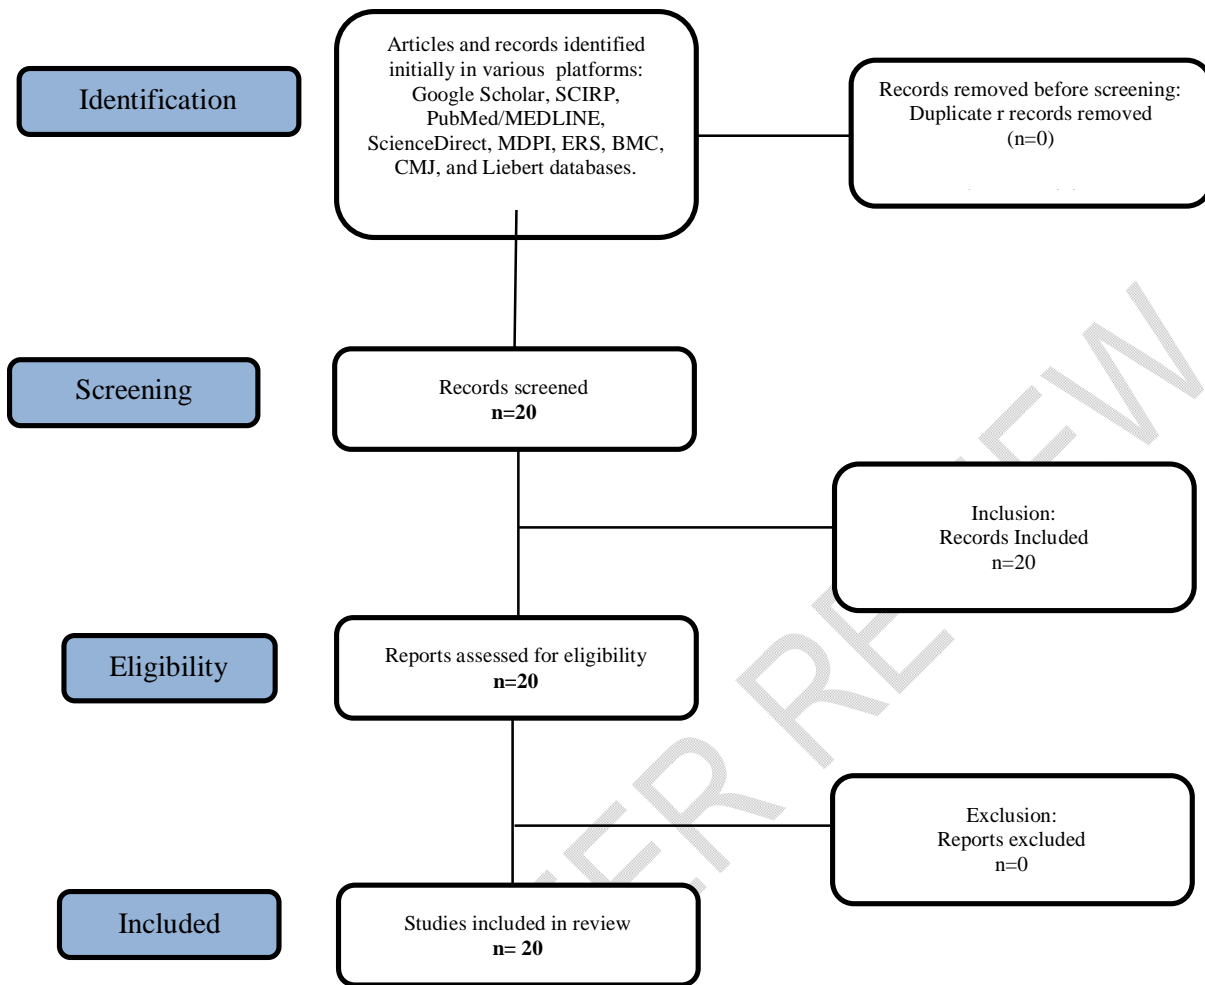 Identification
Articles and records identified
initially in various platforms:
Google Scholar, SCIRP,
PubMed/MEDLINE,
ScienceDirect, MDPI, ERS, BMC,
CMJ, and Liebert databases.
Records removed before screening:
Duplicate r records removed
(n=0)
Screening
Records screened
n=20
Inclusion:
Records Included
n=20
Eligibility
Reports assessed for eligibility
n=20
Exclusion:
Reports excluded
n=0
Included
Studies included in review
n= 20
ER REVIEW